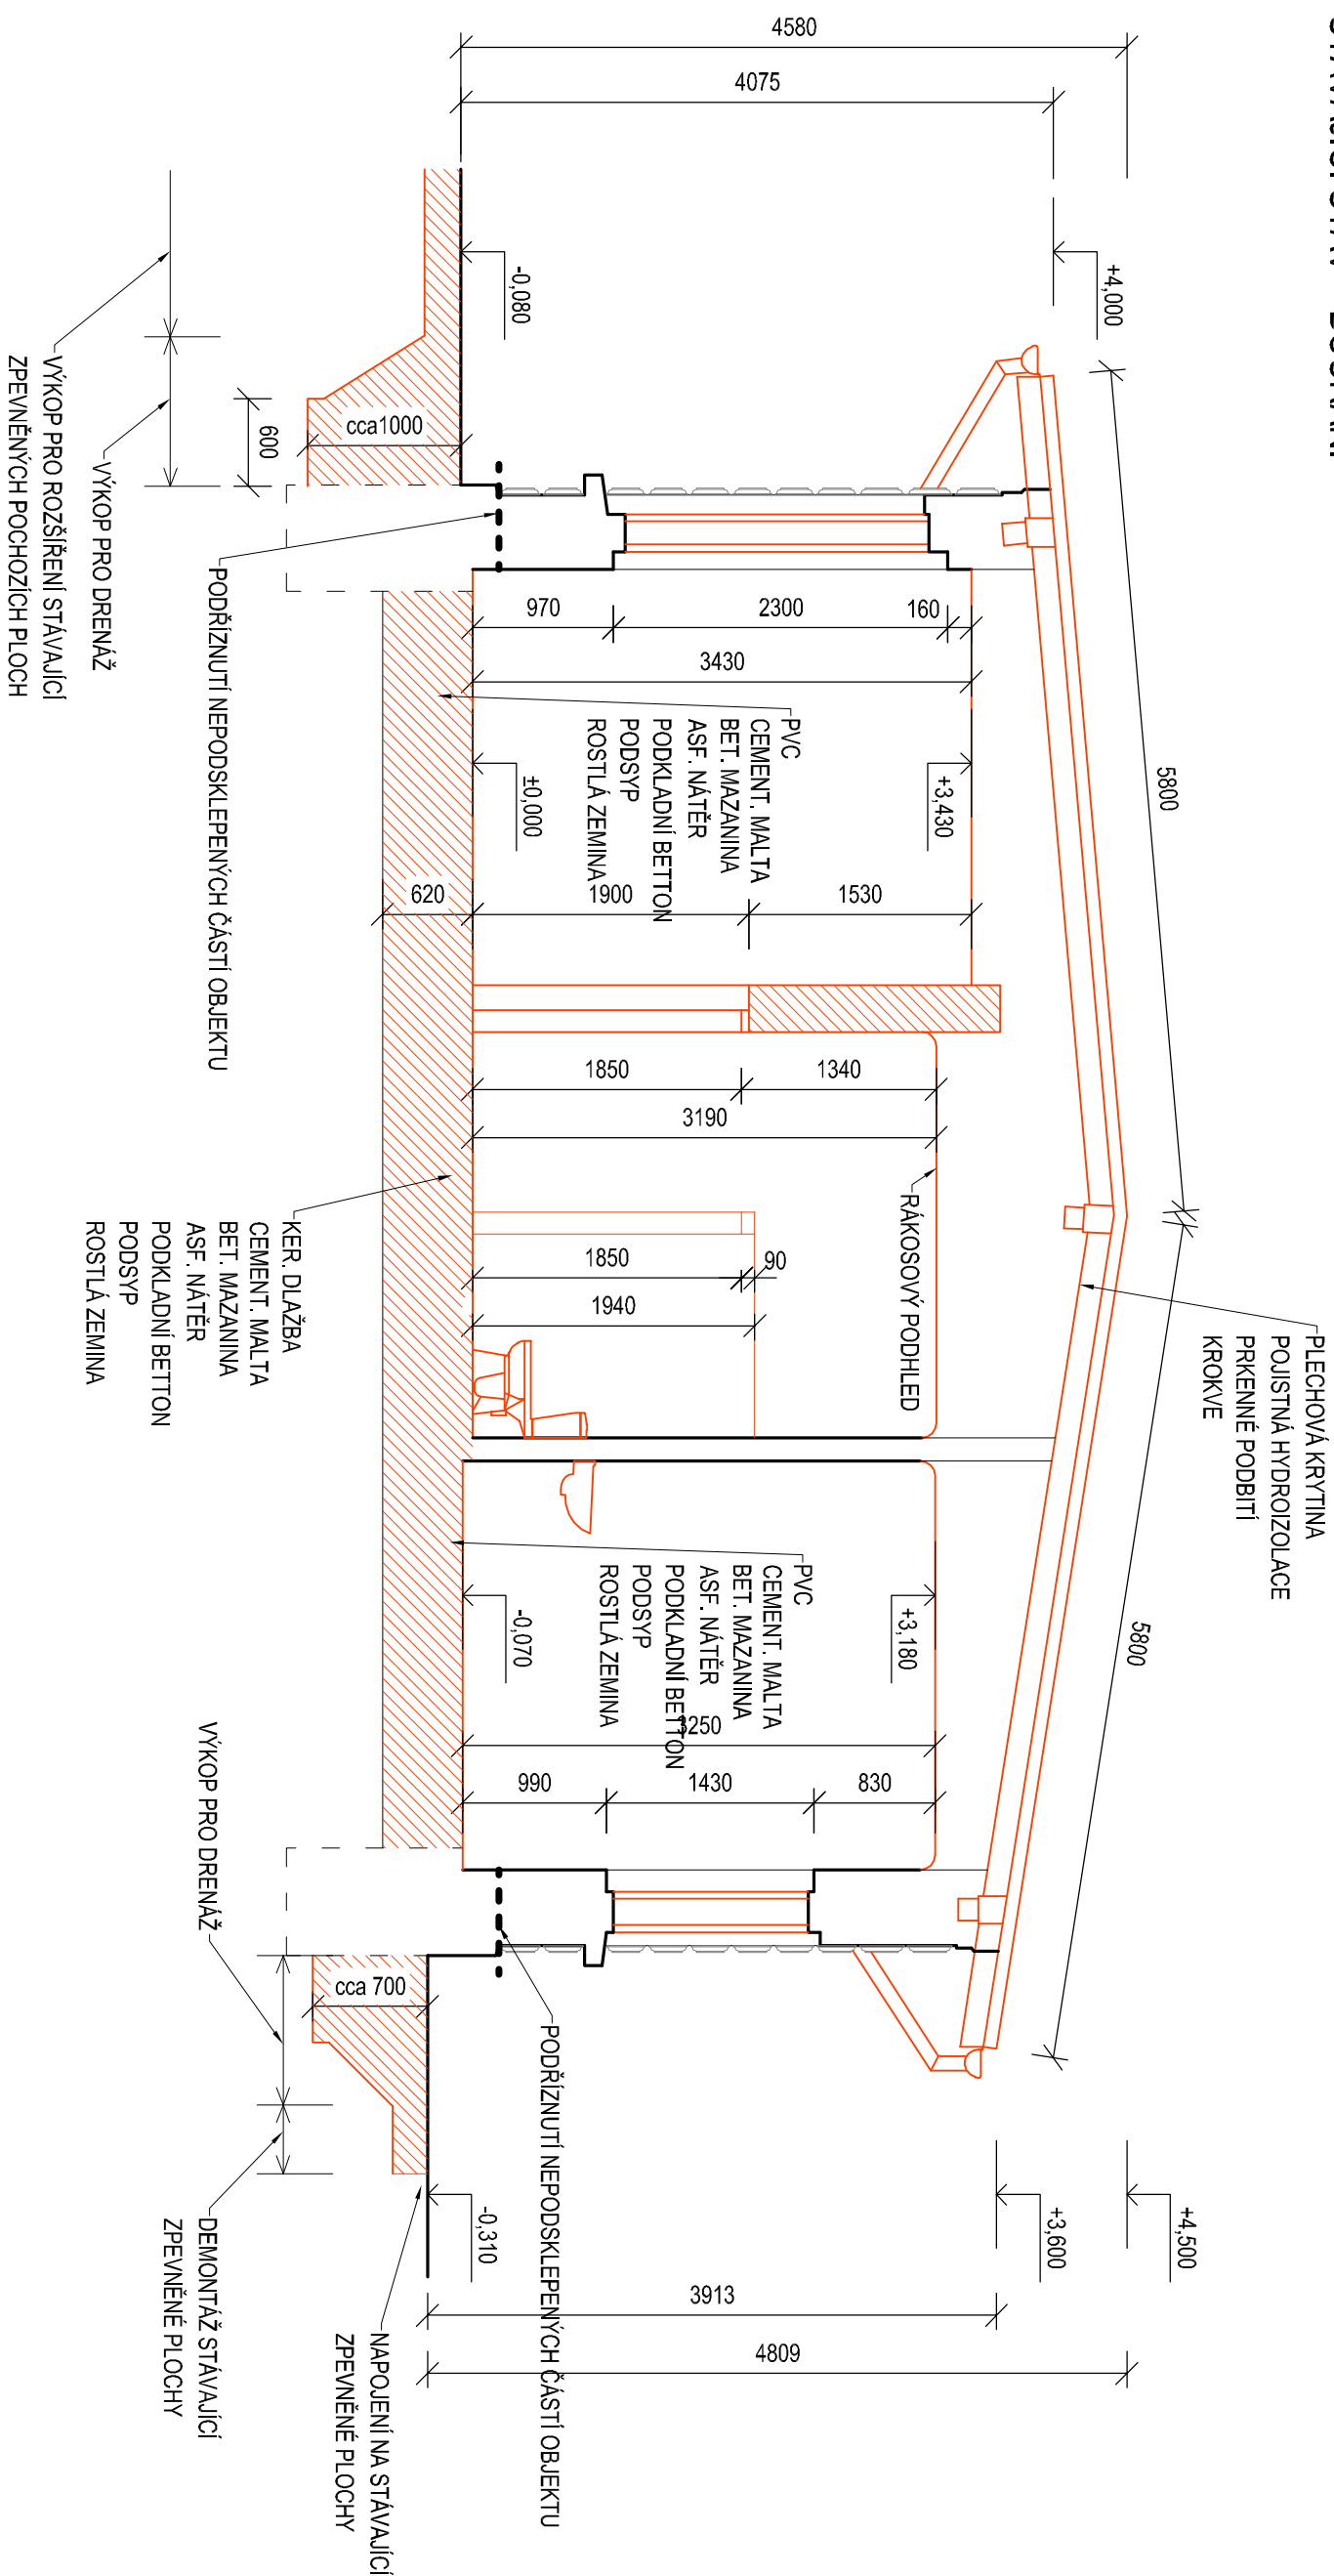 4580
4075
+4,000
-0,080
5800
5800
PLECHOVÁ KRYTINA
POJISTNÁ HYDROIZOLACE
PRKENNÉ PODBITÍ
KROKVE
+4,500
+3,600
-0,310
3913
4809
cca1000
600
VÝKOP PRO DRENÁŽ
VÝKOP PRO ROZŠÍŘENÍ STÁVAJÍCÍ
ZPEVNĚNÝCH POCHOZÍCH PLOCH
PODŘÍZNUTÍ NEPODSKLEPENÝCH ČÁSTÍ OBJEKTU
970
2300
160
3430
PVC
CEMENT. MALTA
BET. MAZANINA
ASF. NÁTĚR
PODKLADNÍ BETTON
PODSYP
ROSTLÁ ZEMINA
+3,430
±0,000
620
1900
1530
1850
1340
3190
RÁKOSOVÝ PODHLED
1850
90
1940
KER. DLAŽBA
CEMENT. MALTA
BET. MAZANINA
ASF. NÁTĚR
PODKLADNÍ BETTON
PODSYP
ROSTLÁ ZEMINA
PVC
CEMENT. MALTA
BET. MAZANINA
ASF. NÁTĚR
PODKLADNÍ BETTON
PODSYP
ROSTLÁ ZEMINA
+3,180
-0,070
3250
990
1430
830
VÝKOP PRO DRENÁŽ
cca 700
PODŘÍZNUTÍ NEPODSKLEPENÝCH ČÁSTÍ OBJEKTU
DEMONTÁŽ STÁVAJÍCÍ
ZPEVNĚNÉ PLOCHY
NAPOJENÍ NA STÁVAJÍCÍ
ZPEVNĚNÉ PLOCHY